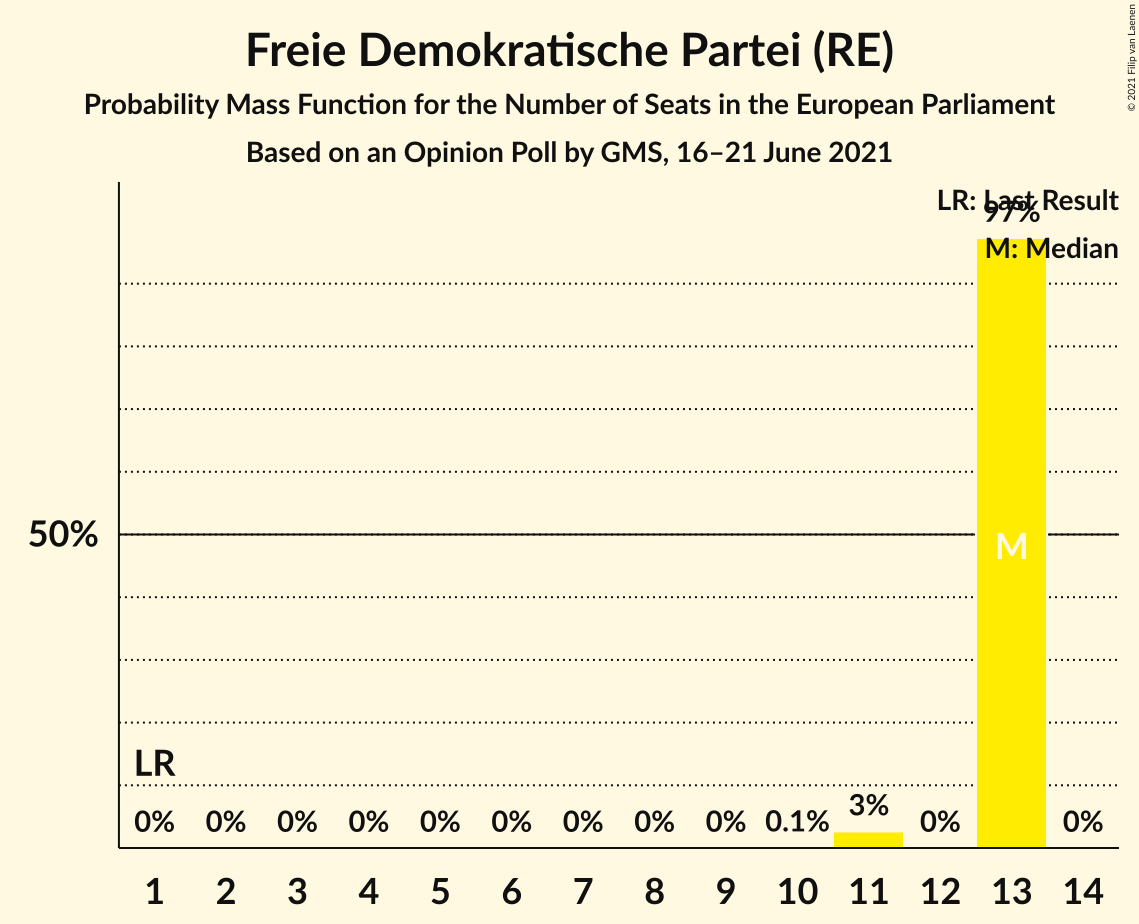 Freie Demokratische Partei (RE)
Probability Mass Function for the Number of Seats in the European Parliament
Based on an Opinion Poll by GMS, 16–21 June 2021
© 2021 Filip van Laenen
LR: Last Result
97%
M: Median
50%
M
LR
0% 0% 0% 0% 0% 0% 0% 0% 0% 0.1% 3% 0% 0%
1 2 3 4 5 6 7 8 9 10 11 12 13 14